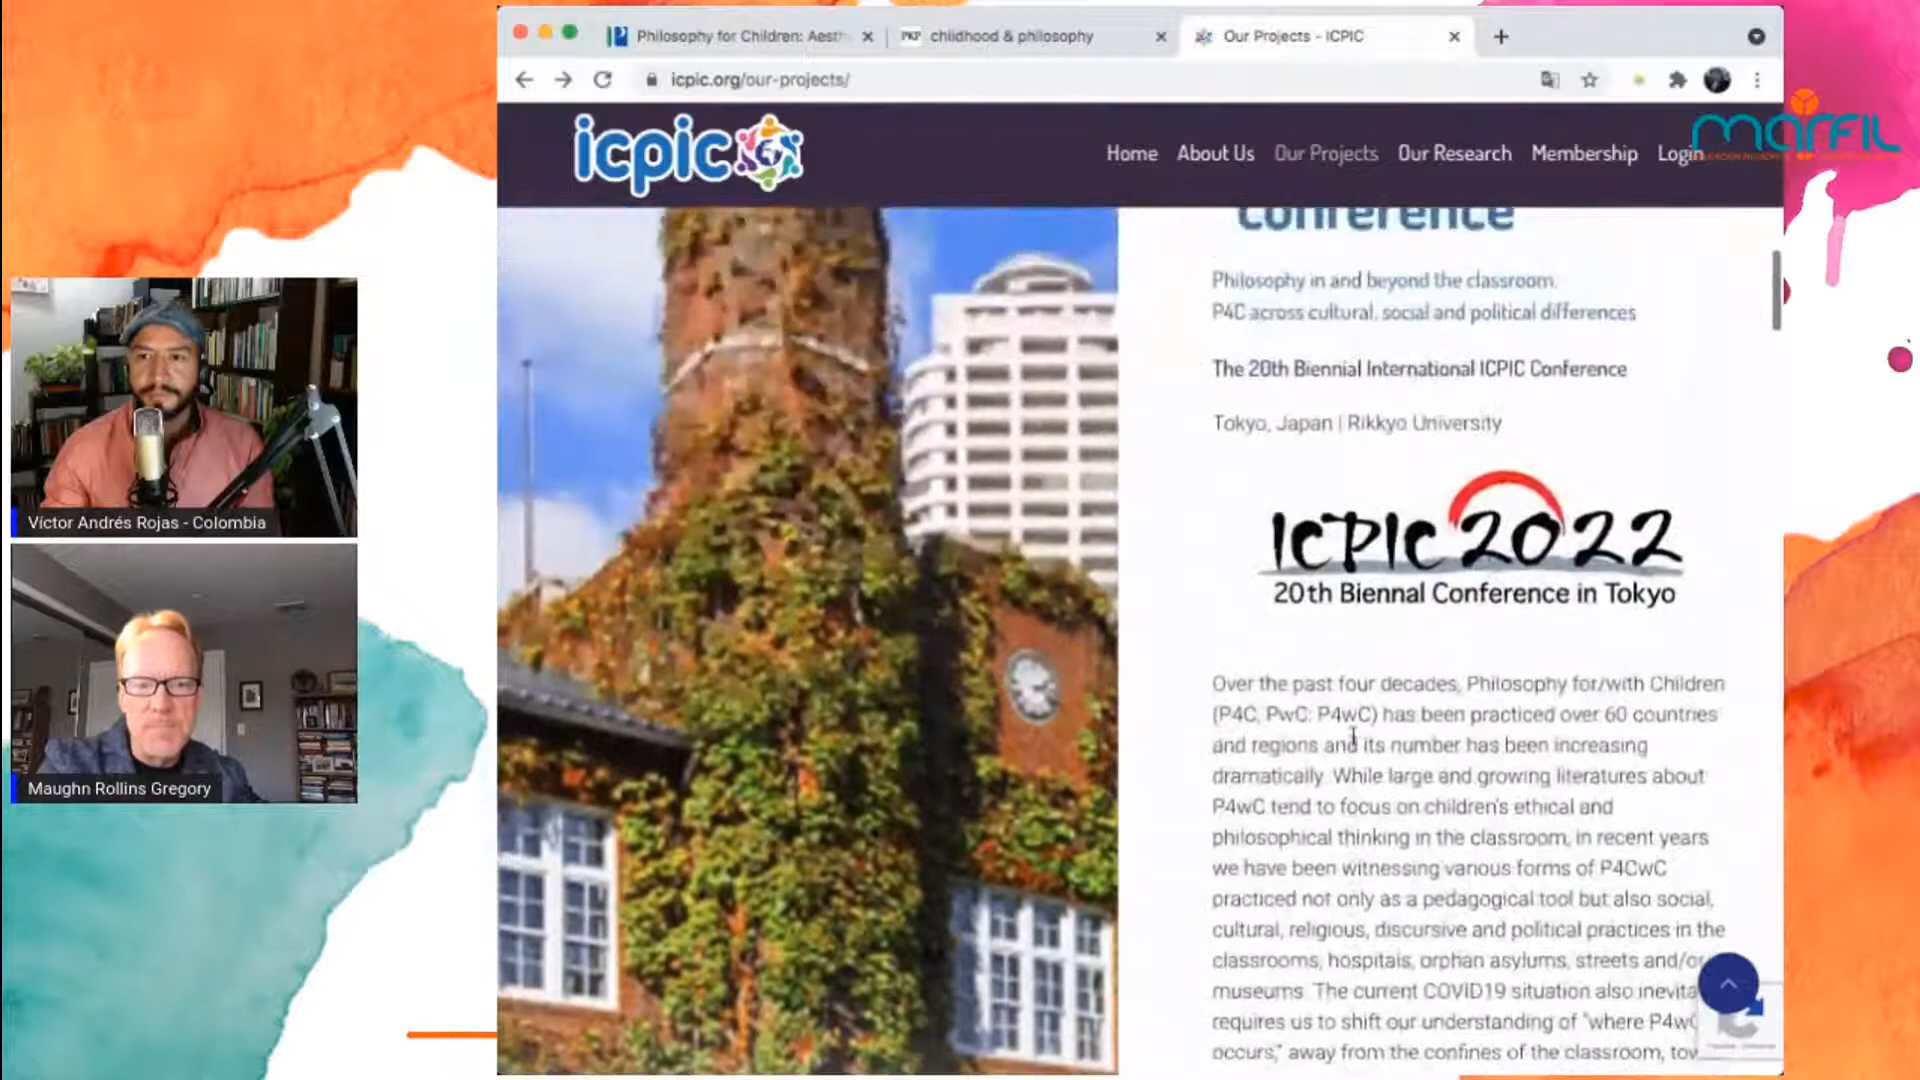 Philosophy for Children: Aesth
PKP childhood & philosophy
Our Projects - ICPIC
icpic.org/our-projects/
icpic
Home About Us Our Projects Our Research Membership Login
marfil
conference
Philosophy in and beyond the classroom.
P4C across cultural, social and political differences
The 20th Biennial International ICPIC Conference
Tokyo, Japan | Rikkyo University
ICPIC 2022
20th Biennal Conference in Tokyo
Over the past four decades, Philosophy for/with Children
(P4C, PwC: P4wC) has been practiced over 60 countries
and regions and its number has been increasing
dramatically. While large and growing literatures about
P4wC tend to focus on children's ethical and
philosophical thinking in the classroom, in recent years
we have been witnessing various forms of P4CwC
practiced not only as a pedagogical tool but also social,
cultural, religious, discursive and political practices in the
classrooms, hospitals, orphan asylums, streets and/or
museums. The current COVID19 situation also inevita
requires us to shift our understanding of "where P4wC
occurs," away from the confines of the classroom, tow
Víctor Andrés Rojas - Colombia
Maughn Rollins Gregory